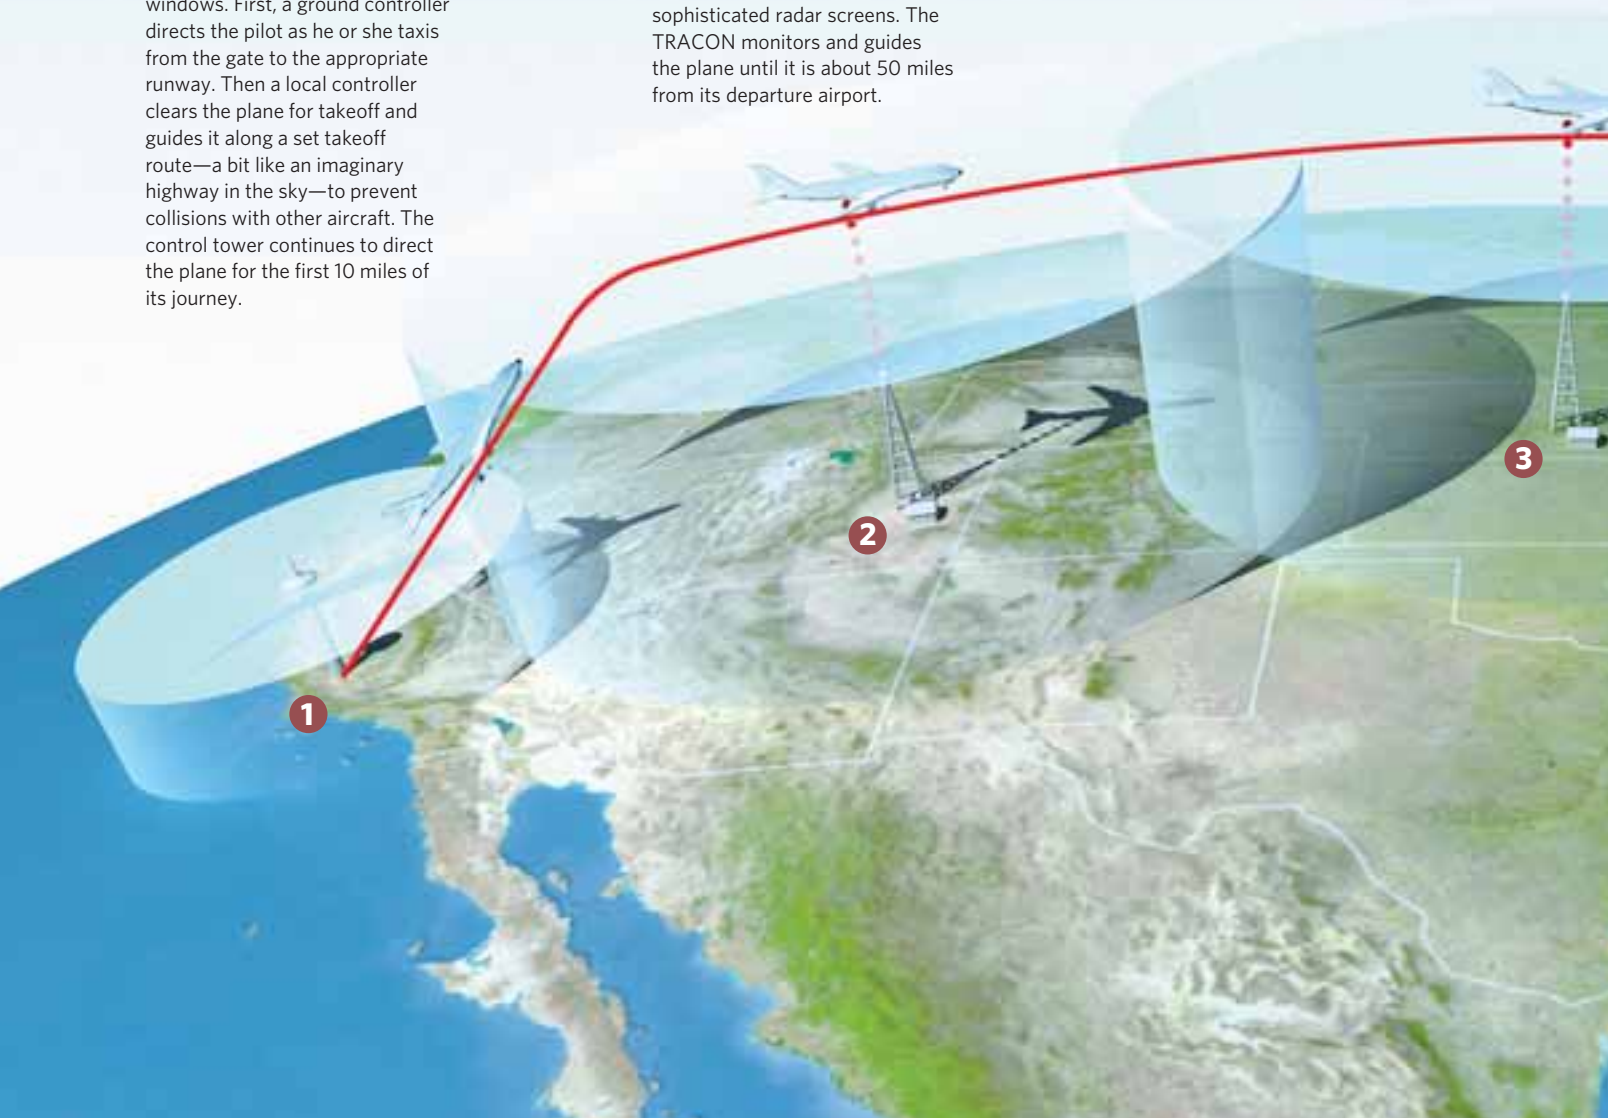 windows. First, a ground controller
directs the pilot as he or she taxis
from the gate to the appropriate
runway. Then a local controller
clears the plane for takeoff and
guides it along a set takeoff
route—a bit like an imaginary
highway in the sky—to prevent
collisions with other aircraft. The
control tower continues to direct
the plane for the first 10 miles of
its journey.
sophisticated radar screens. The
TRACON monitors and guides
the plane until it is about 50 miles
from its departure airport.
1
2
3